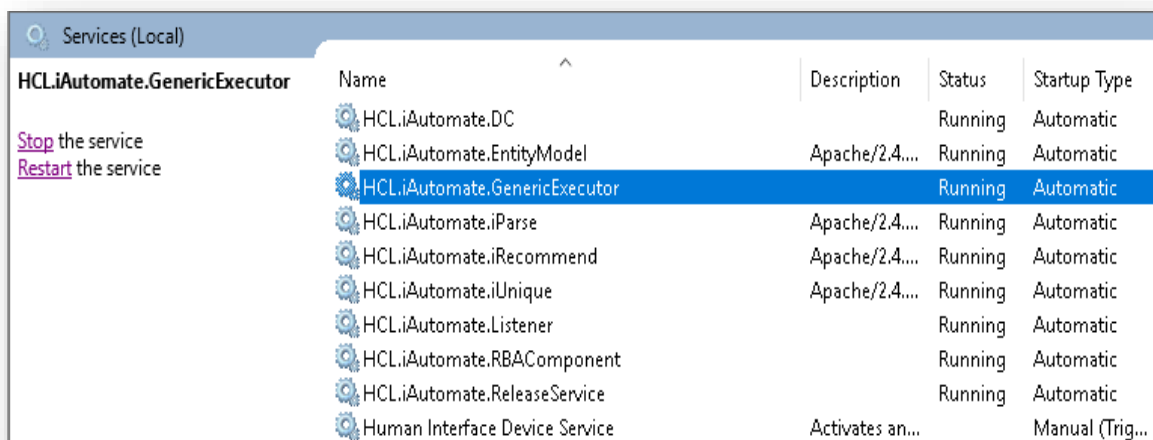 Services (Local)
HCL.iAutomate.GenericExecutor
Stop the service
Restart the service
Name Description Status Startup Type
HCL.iAutomate.DC Running Automatic
HCL.iAutomate.EntityModel Apache/2.4.... Running Automatic
HCL.iAutomate.GenericExecutor Running Automatic
HCL.iAutomate.iParse Apache/2.4.... Running Automatic
HCL.iAutomate.iRecommend Apache/2.4.... Running Automatic
HCL.iAutomate.iUnique Apache/2.4.... Running Automatic
HCL.iAutomate.Listener Running Automatic
HCL.iAutomate.RBAComponent Running Automatic
HCL.iAutomate.ReleaseService Running Automatic
Human Interface Device Service Activates an... Manual (Trig...